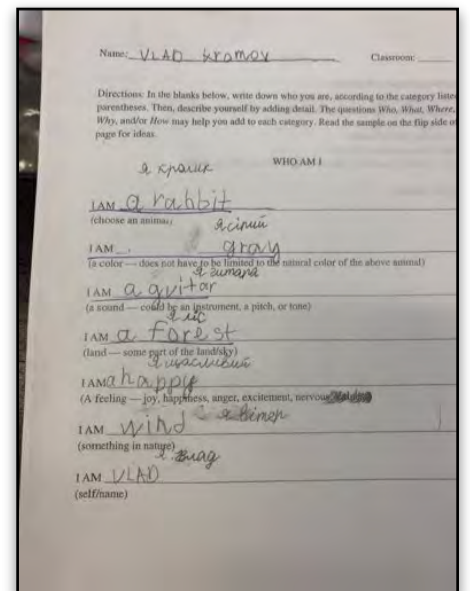 Name: VLAD kromov Classroom:
Directions: In the blanks below, write down who you are, according to the category liste
parentheses. Then, describe yourself by adding detail. The questions Who, What, Where,
Why, and/or How may help you add to each category. Read the sample on the flip side o
page for ideas.
WHO AM I
я кролик
I AM a rabbit
(choose an animal)
я сірий
I AM gray
(a color — does not have to be limited to the natural color of the above animal)
я гитара
I AM a guitar
(a sound — could be an instrument, a pitch, or tone)
я ліс
I AM a forest
(land — some part of the land/sky)
я щасливий
I AM a happy
(A feeling — joy, happiness, anger, excitement, nervous
я вітер
I AM wind
(something in nature)
я влад
I AM VLAD
(self/name)